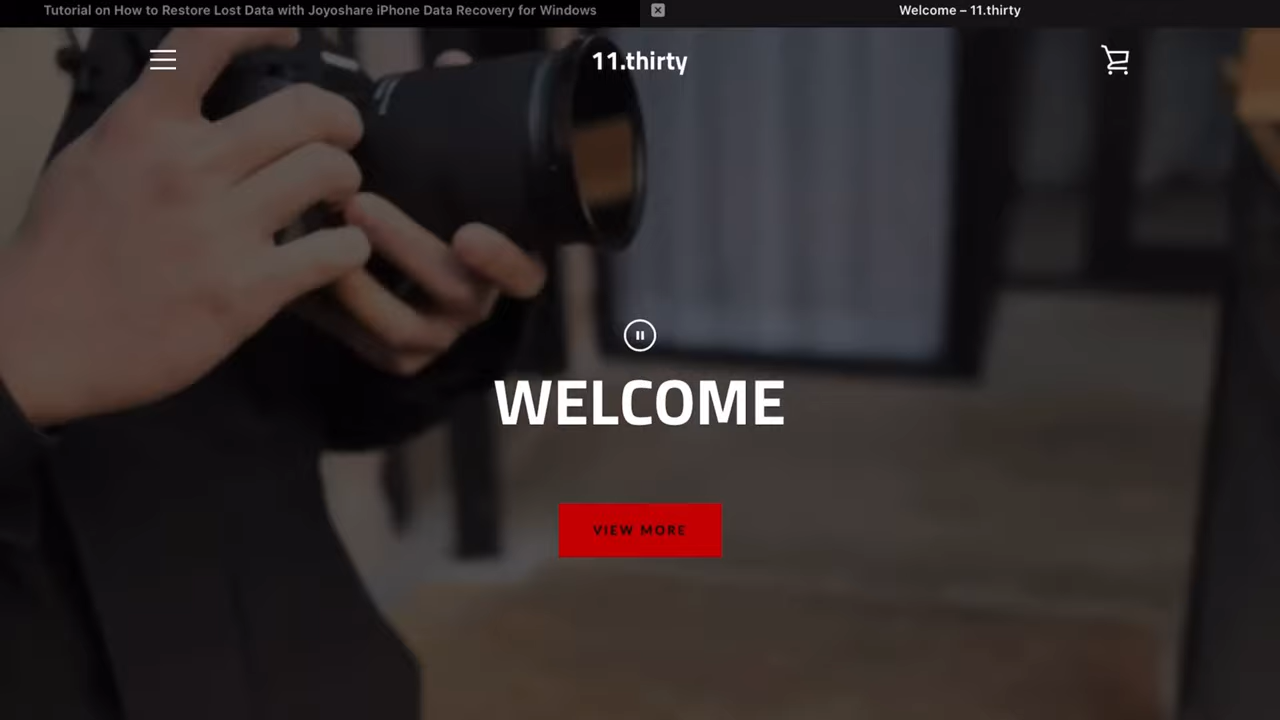 Tutorial on How to Restore Lost Data with Joyoshare iPhone Data Recovery for Windows
Welcome – 11.thirty
11.thirty
WELCOME
VIEW MORE